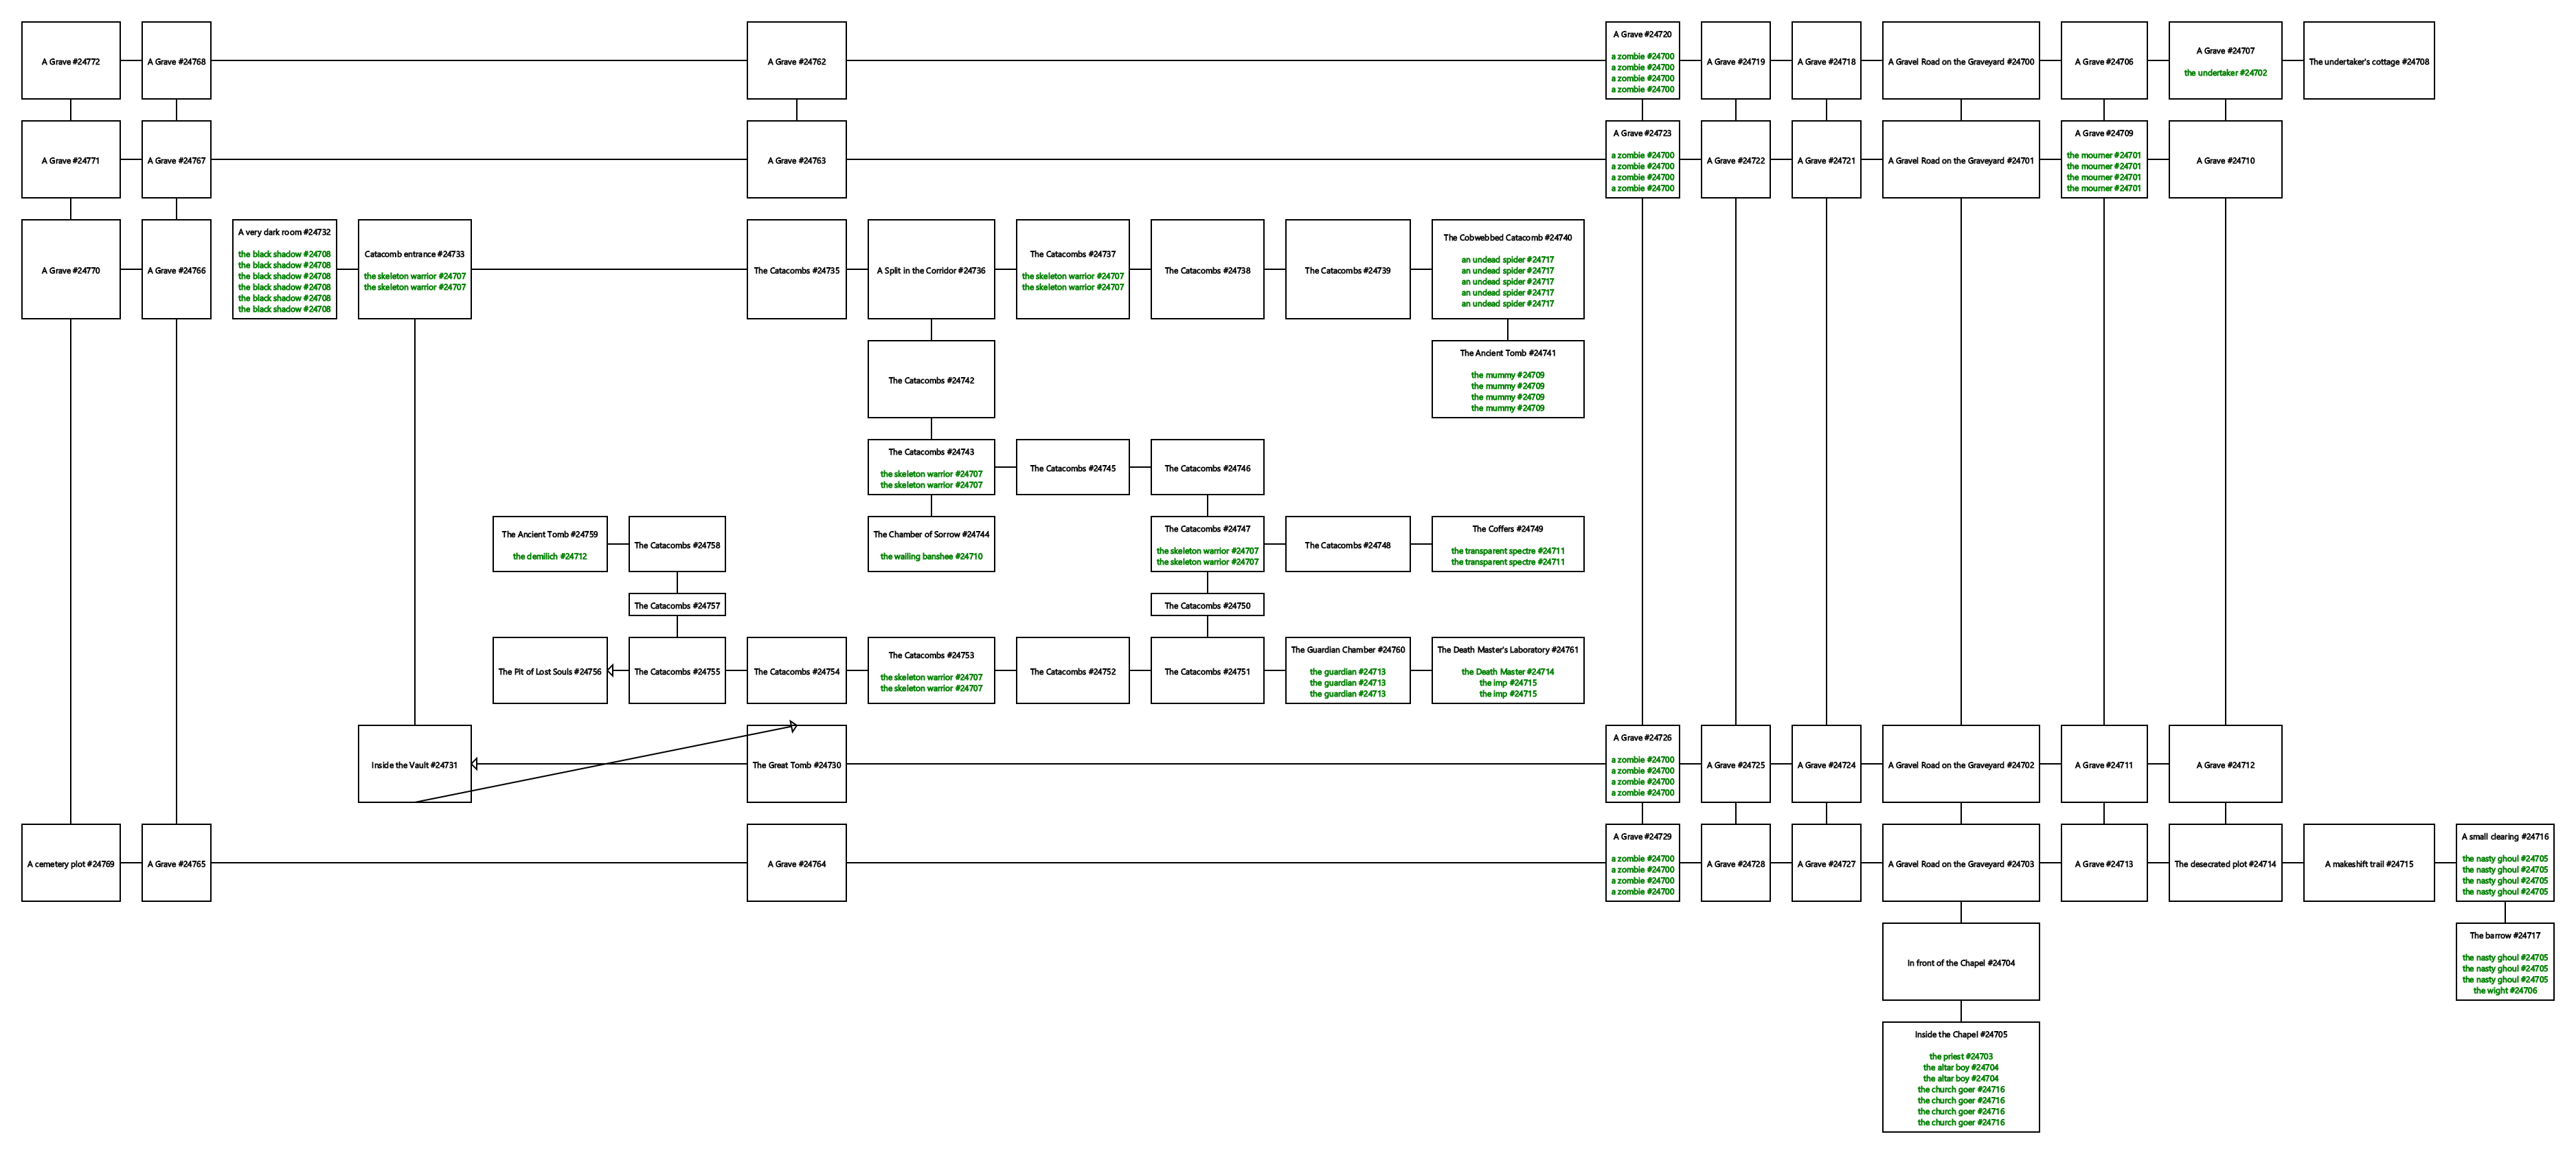 A Grave #24772
A Grave #24768
A Grave #24762
A Grave #24720
a zombie #24700
a zombie #24700
a zombie #24700
a zombie #24700
A Grave #24719
A Grave #24718
A Gravel Road on the Graveyard #24700
A Grave #24706
A Grave #24707
the undertaker #24702
The undertaker's cottage #24708
A Grave #24771
A Grave #24767
A Grave #24763
A Grave #24723
a zombie #24700
a zombie #24700
a zombie #24700
a zombie #24700
A Grave #24722
A Grave #24721
A Gravel Road on the Graveyard #24701
A Grave #24709
the mourner #24701
the mourner #24701
the mourner #24701
the mourner #24701
A Grave #24710
A Grave #24770
A Grave #24766
A very dark room #24732
the black shadow #24708
the black shadow #24708
the black shadow #24708
the black shadow #24708
the black shadow #24708
the black shadow #24708
Catacomb entrance #24733
the skeleton warrior #24707
the skeleton warrior #24707
The Catacombs #24735
A Split in the Corridor #24736
The Catacombs #24737
the skeleton warrior #24707
the skeleton warrior #24707
The Catacombs #24738
The Catacombs #24739
The Cobwebbed Catacomb #24740
an undead spider #24717
an undead spider #24717
an undead spider #24717
an undead spider #24717
an undead spider #24717
The Catacombs #24742
The Ancient Tomb #24741
the mummy #24709
the mummy #24709
the mummy #24709
the mummy #24709
The Catacombs #24743
the skeleton warrior #24707
the skeleton warrior #24707
The Catacombs #24745
The Catacombs #24746
The Ancient Tomb #24759
the demilich #24712
The Catacombs #24758
The Chamber of Sorrow #24744
the wailing banshee #24710
The Catacombs #24747
the skeleton warrior #24707
the skeleton warrior #24707
The Catacombs #24748
The Coffers #24749
the transparent spectre #24711
the transparent spectre #24711
The Catacombs #24757
The Catacombs #24750
The Pit of Lost Souls #24756
The Catacombs #24755
The Catacombs #24754
The Catacombs #24753
the skeleton warrior #24707
the skeleton warrior #24707
The Catacombs #24752
The Catacombs #24751
The Guardian Chamber #24760
the guardian #24713
the guardian #24713
the guardian #24713
The Death Master's Laboratory #24761
the Death Master #24714
the imp #24715
the imp #24715
Inside the Vault #24731
The Great Tomb #24730
A Grave #24726
a zombie #24700
a zombie #24700
a zombie #24700
a zombie #24700
A Grave #24725
A Grave #24724
A Gravel Road on the Graveyard #24702
A Grave #24711
A Grave #24712
A cemetery plot #24769
A Grave #24765
A Grave #24764
A Grave #24729
a zombie #24700
a zombie #24700
a zombie #24700
a zombie #24700
A Grave #24728
A Grave #24727
A Gravel Road on the Graveyard #24703
A Grave #24713
The desecrated plot #24714
A makeshift trail #24715
A small clearing #24716
the nasty ghoul #24705
the nasty ghoul #24705
the nasty ghoul #24705
the nasty ghoul #24705
In front of the Chapel #24704
The barrow #24717
the nasty ghoul #24705
the nasty ghoul #24705
the nasty ghoul #24705
the wight #24706
Inside the Chapel #24705
the priest #24703
the altar boy #24704
the altar boy #24704
the church goer #24716
the church goer #24716
the church goer #24716
the church goer #24716